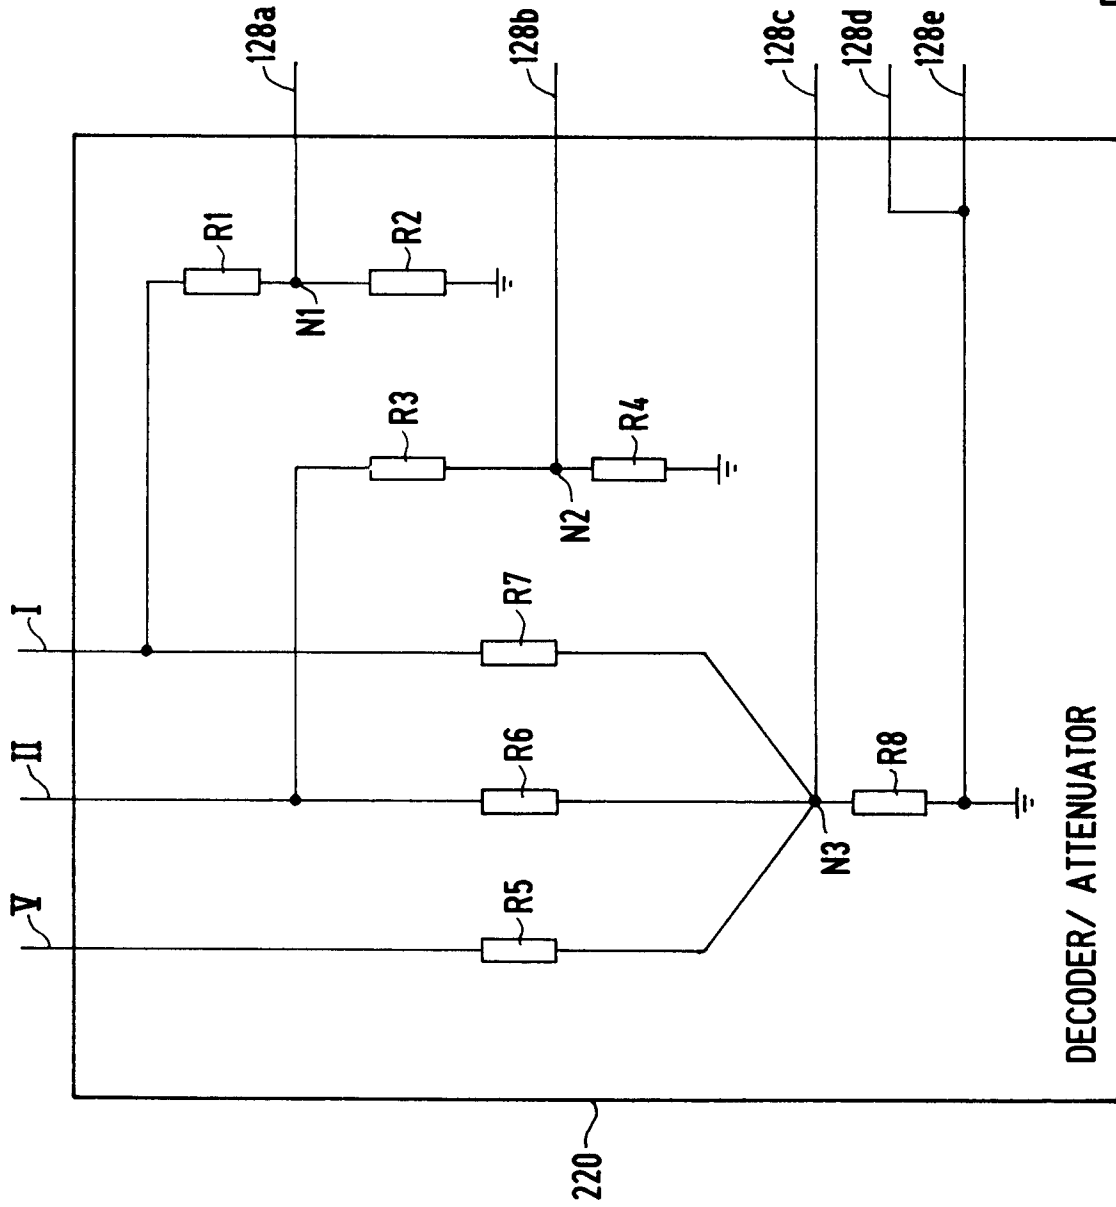 I
II
V
128a
128b
128c
128d
128e
R1
R2
N1
R3
R4
N2
R7
R6
R5
R8
N3
DECODER/ ATTENUATOR
220